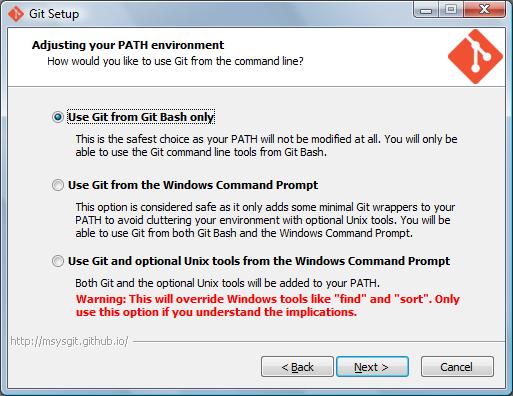 Git Setup
Adjusting your PATH environment
How would you like to use Git from the command line?
Use Git from Git Bash only
This is the safest choice as your PATH will not be modified at all. You will only be
able to use the Git command line tools from Git Bash.
Use Git from the Windows Command Prompt
This option is considered safe as it only adds some minimal Git wrappers to your
PATH to avoid cluttering your environment with optional Unix tools. You will be
able to use Git from both Git Bash and the Windows Command Prompt.
Use Git and optional Unix tools from the Windows Command Prompt
Both Git and the optional Unix tools will be added to your PATH.
Warning: This will override Windows tools like "find" and "sort". Only
use this option if you understand the implications.
http://msysgit.github.io/
< Back Next > Cancel